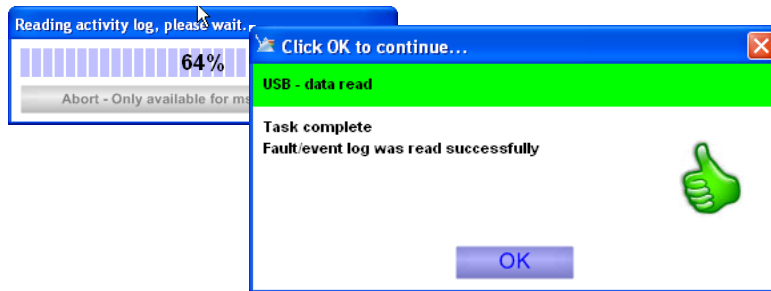 Reading activity log, please wait.
64%
Abort - Only available for
Click OK to continue...
USB - data read
Task complete
Fault/event log was read successfully
OK